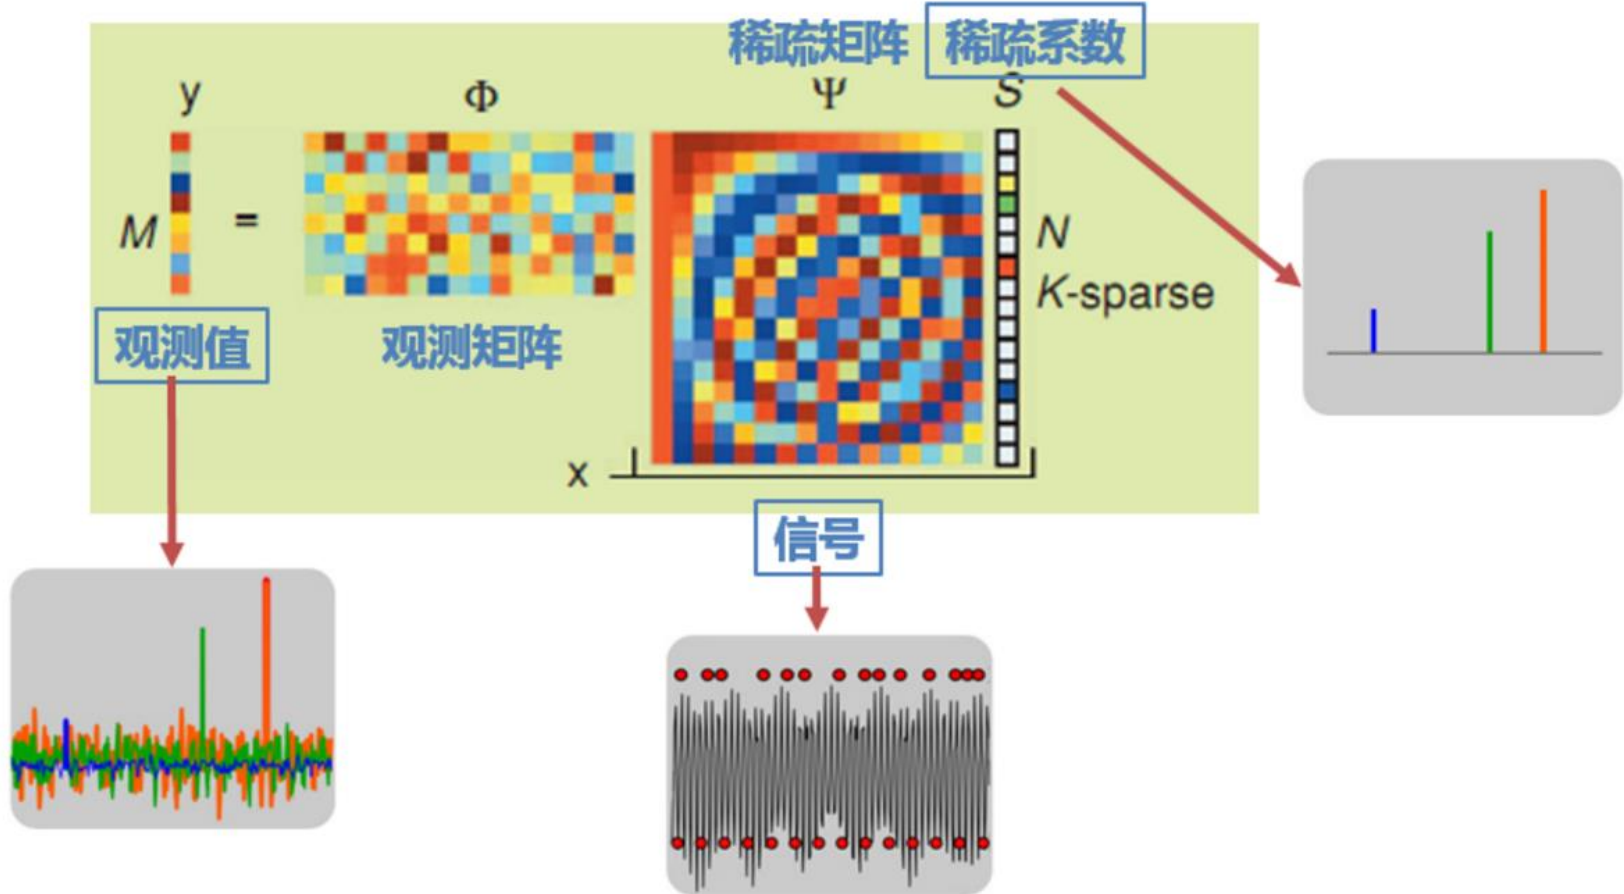 稀疏矩阵 稀疏系数
y Φ Ψ S
M = N
K-sparse
观测值 观测矩阵
x
信号